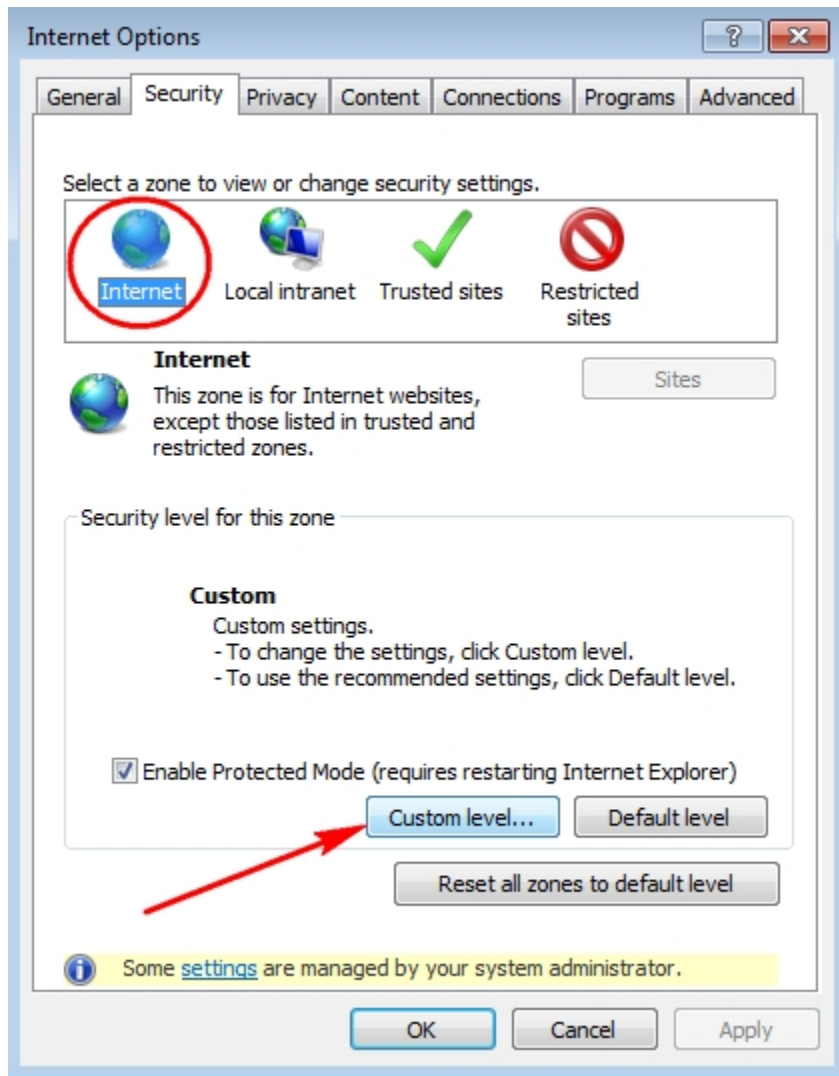 Internet Options
General Security Privacy Content Connections Programs Advanced
Select a zone to view or change security settings.
Internet Local intranet Trusted sites Restricted
sites
Internet
Sites
This zone is for Internet websites,
except those listed in trusted and
restricted zones.
Security level for this zone
Custom
Custom settings.
- To change the settings, click Custom level.
- To use the recommended settings, click Default level.
Enable Protected Mode (requires restarting Internet Explorer)
Custom level... Default level
Reset all zones to default level
Some settings are managed by your system administrator.
OK Cancel Apply